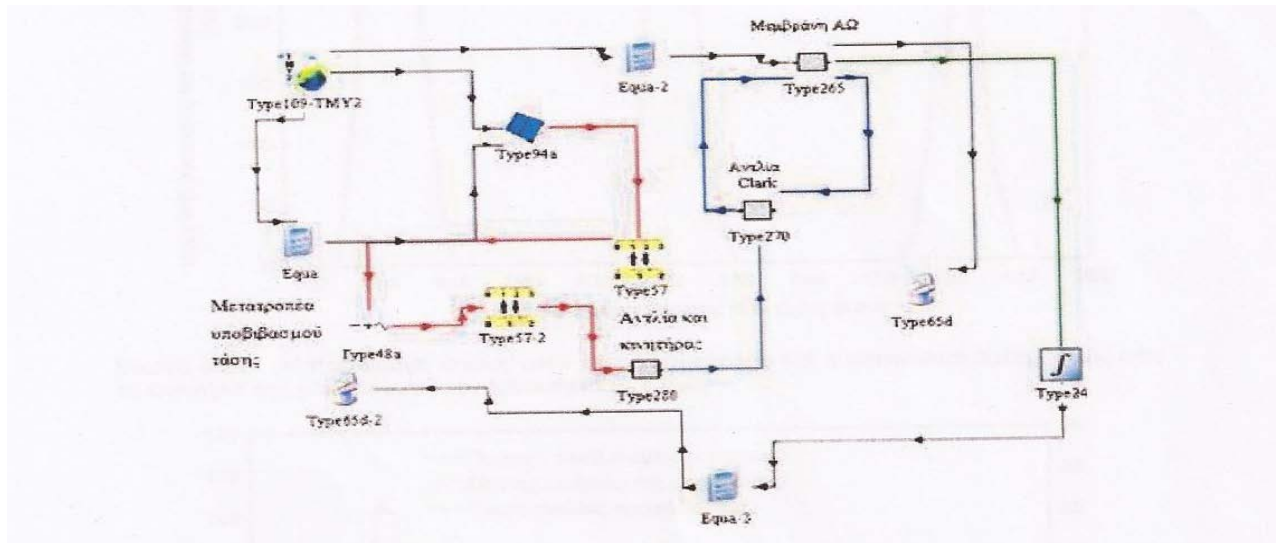 Μεμβράνη ΑΩ
Type109-TMY2
Equa-2
Type265
Type94a
Αντλία
Clark
Type270
Equa
Type57
Μετατροπέα
υποβιβασμού
τάσης
Type48a
Type57-2
Αντλία και
κινητήρας
Type280
Type65d
Type24
Type65d-2
Equa-3